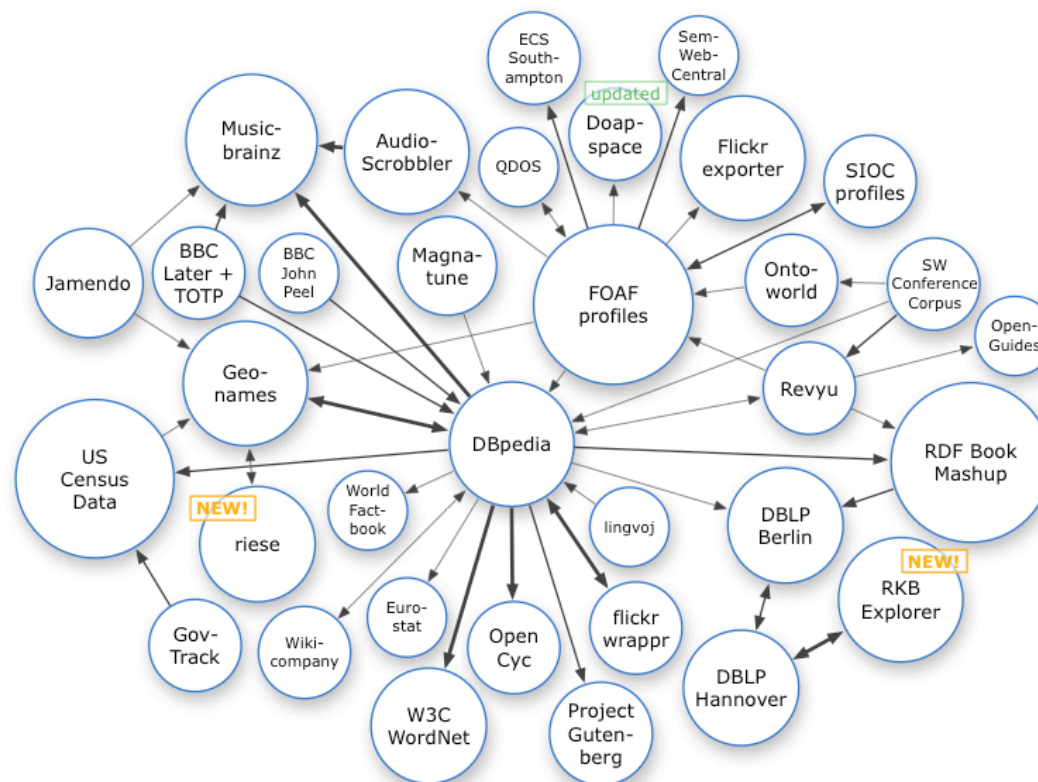 ECS
South-
ampton
Sem-
Web-
Central
updated
Doap-
space
Music-
brainz
Audio-
Scrobbler
QDOS
Flickr
exporter
SIOC
profiles
Jamendo
BBC
Later +
TOTP
BBC
John
Peel
Magna-
tune
FOAF
profiles
Onto-
world
SW
Conference
Corpus
Open-
Guides
Geo-
names
Revyu
DBpedia
US
Census
Data
RDF Book
Mashup
NEW!
riese
World
Fact-
book
lingvoj
DBLP
Berlin
NEW!
RKB
Explorer
Gov-
Track
Wiki-
company
Euro-
stat
Open
Cyc
flickr
wrappr
DBLP
Hannover
W3C
WordNet
Project
Guten-
berg